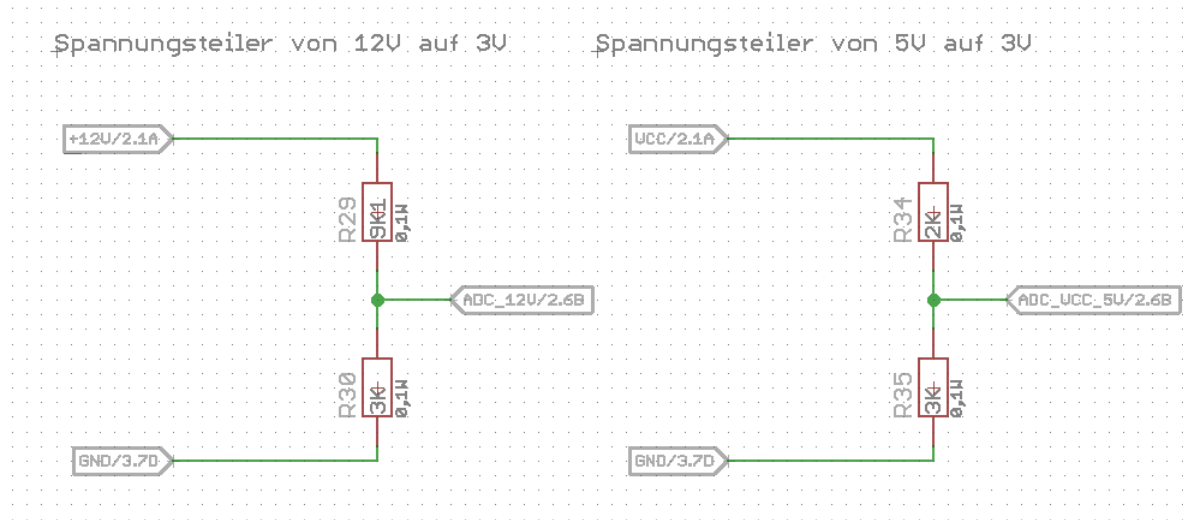 Spannungsteiler von 12V auf 3V
+12V/2.1A
R29
9K1
0,1W
ADC_12V/2.6B
R30
3K
0,1W
GND/3.7D
Spannungsteiler von 5V auf 3V
VCC/2.1A
R34
2K
0,1W
ADC_VCC_5V/2.6B
R35
3K
0,1W
GND/3.7D